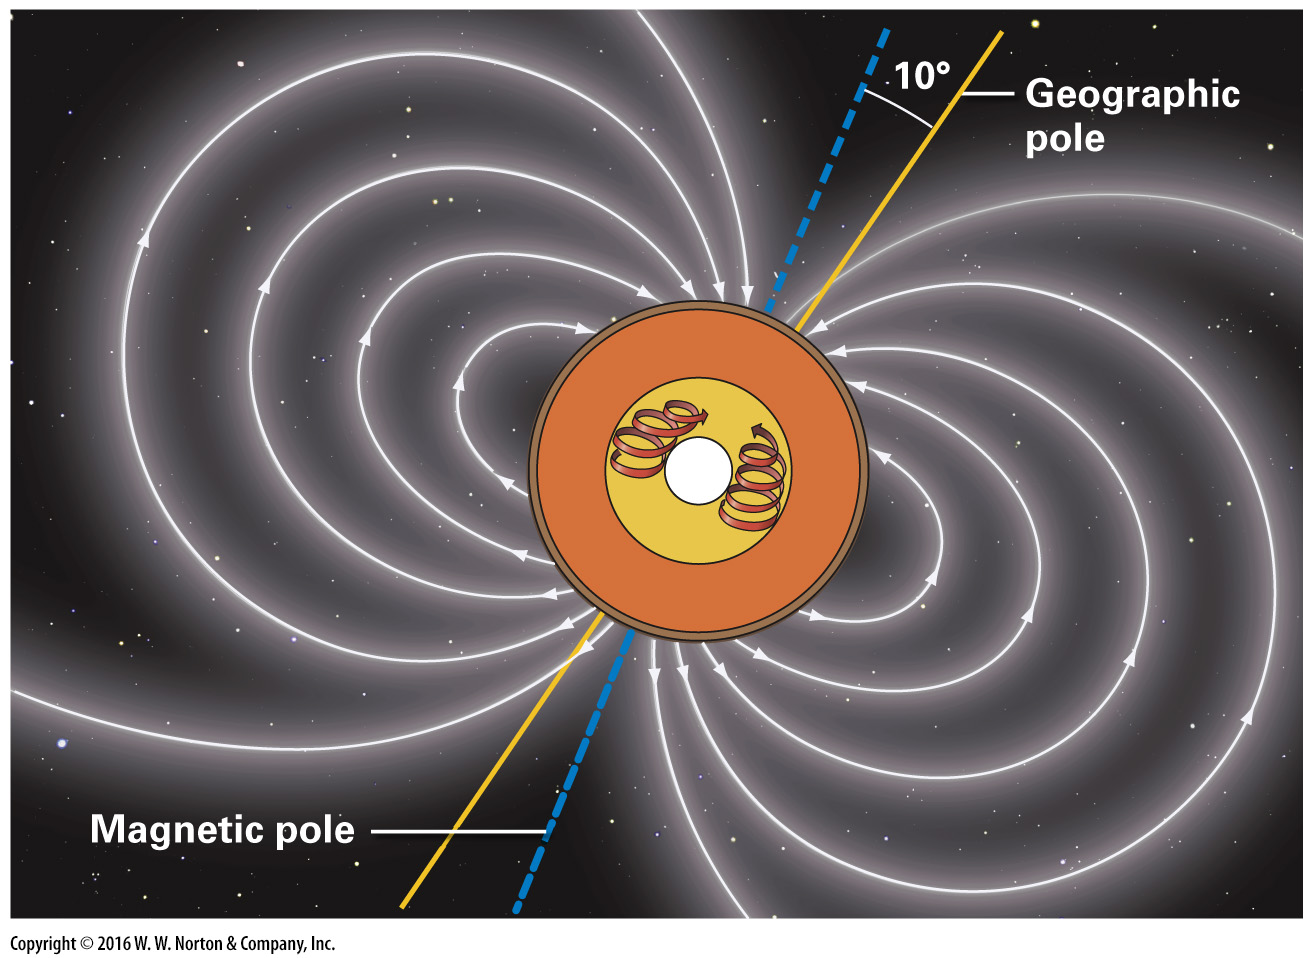 10°
Geographic
pole
Magnetic pole
Copyright © 2016 W. W. Norton & Company, Inc.